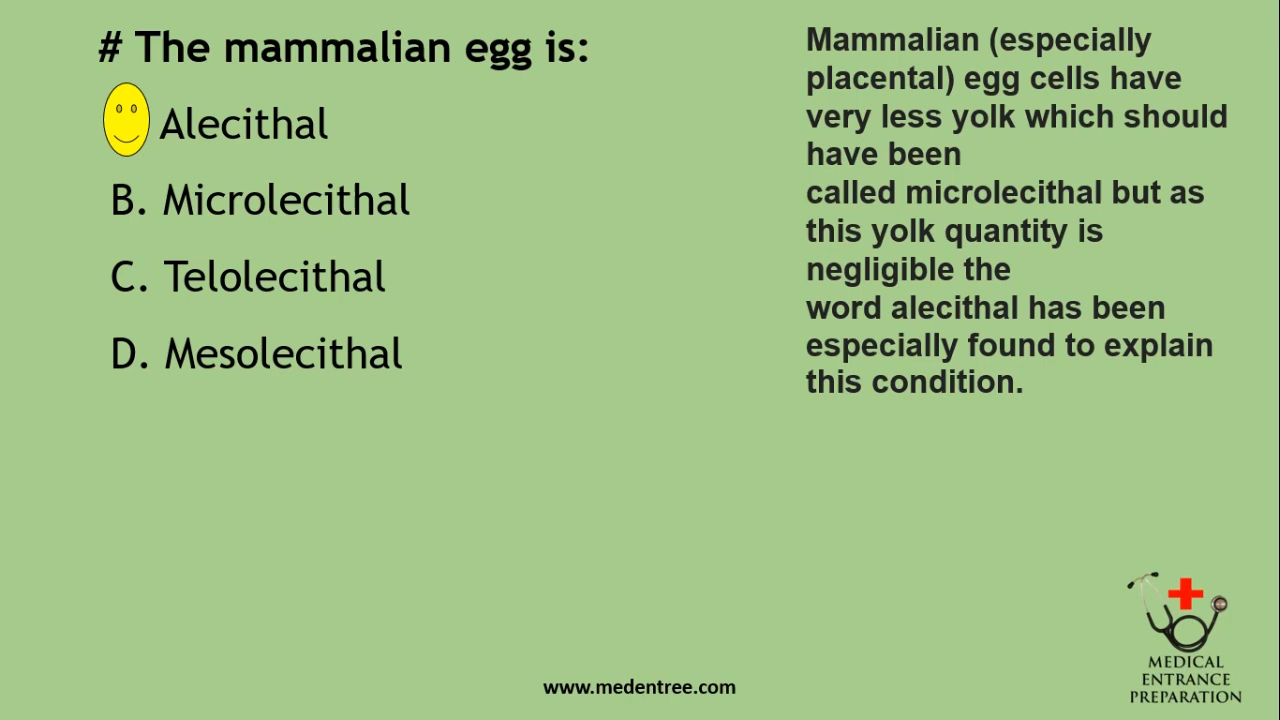 # The mammalian egg is:
Alecithal
B. Microlecithal
C. Telolecithal
D. Mesolecithal
Mammalian (especially
placental) egg cells have
very less yolk which should
have been
called microlecithal but as
this yolk quantity is
negligible the
word alecithal has been
especially found to explain
this condition.
www.medentree.com
MEDICAL
ENTRANCE
PREPARATION